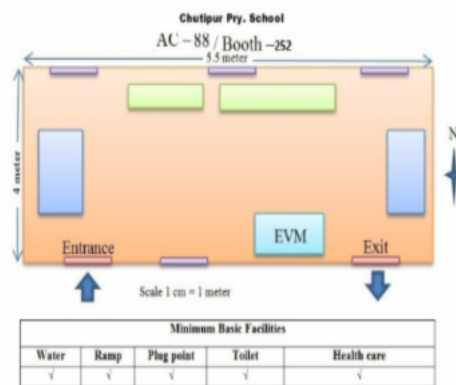 Chutipur Pry. School
AC – 88 / Booth –252
5.5 meter
4 meter
N
EVM
Entrance
Exit
Scale 1 cm = 1 meter
Minimum Basic Facilities
Water Ramp Plug point Toilet Health care
√ √ √ √ √